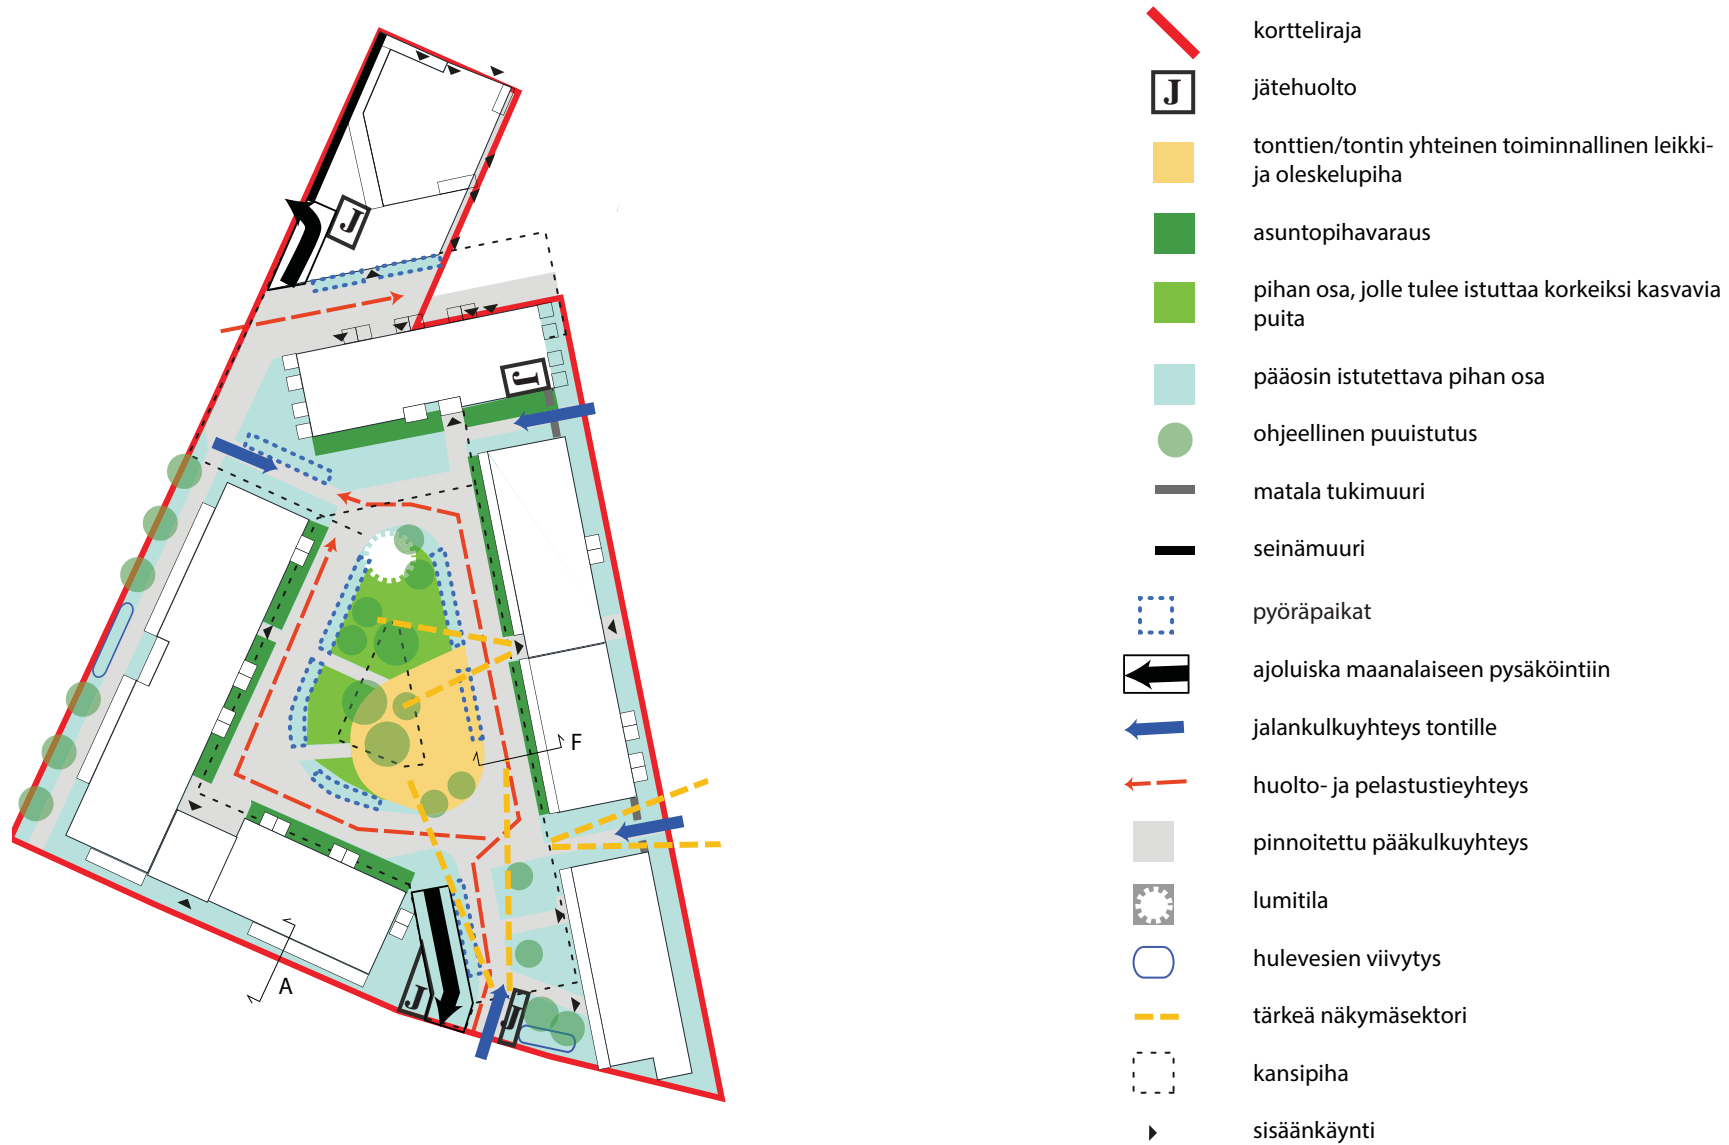 J
J
F
A
J
J
kortteliraja
J
jätehuolto
tonttien/tontin yhteinen toiminnallinen leikki-
ja oleskelupiha
asuntopihavaraus
pihan osa, jolle tulee istuttaa korkeiksi kasvavia
puita
pääosin istutettava pihan osa
ohjeellinen puuistutus
matala tukimuuri
seinämuuri
pyöräpaikat
ajoluiska maanalaiseen pysäköintiin
jalankulkuyhteys tontille
huolto- ja pelastustieyhteys
pinnoitettu pääkulkuyhteys
lumitila
hulevesien viivytys
tärkeä näkymäsektori
kansipiha
sisäänkäynti